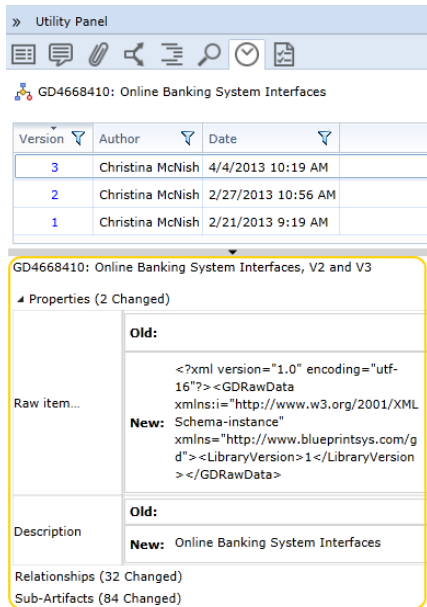 » Utility Panel
GD4668410: Online Banking System Interfaces
Version Author Date
3 Christina McNish 4/4/2013 10:19 AM
2 Christina McNish 2/27/2013 10:56 AM
1 Christina McNish 2/21/2013 9:19 AM
GD4668410: Online Banking System Interfaces, V2 and V3
Properties (2 Changed)
Raw item...
Old:
New:
<?xml version="1.0" encoding="utf-
16"?><GDRawData
xmlns:i="http://www.w3.org/2001/XML
Schema-instance"
xmlns="http://www.blueprintsys.com/g
d"><LibraryVersion>1</LibraryVersion
></GDRawData>
Description
Old:
New: Online Banking System Interfaces
Relationships (32 Changed)
Sub-Artifacts (84 Changed)